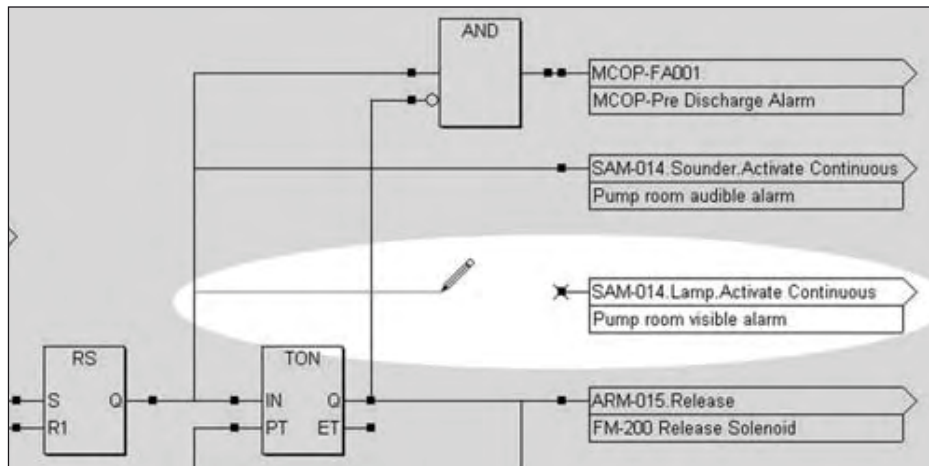 AND
MCOP-FA001
MCOP-Pre Discharge Alarm
SAM-014.Sounder.Activate Continuous
Pump room audible alarm
SAM-014.Lamp.Activate Continuous
Pump room visible alarm
RS
S Q
R1
TON
IN Q
PT ET
ARM-015.Release
FM-200 Release Solenoid